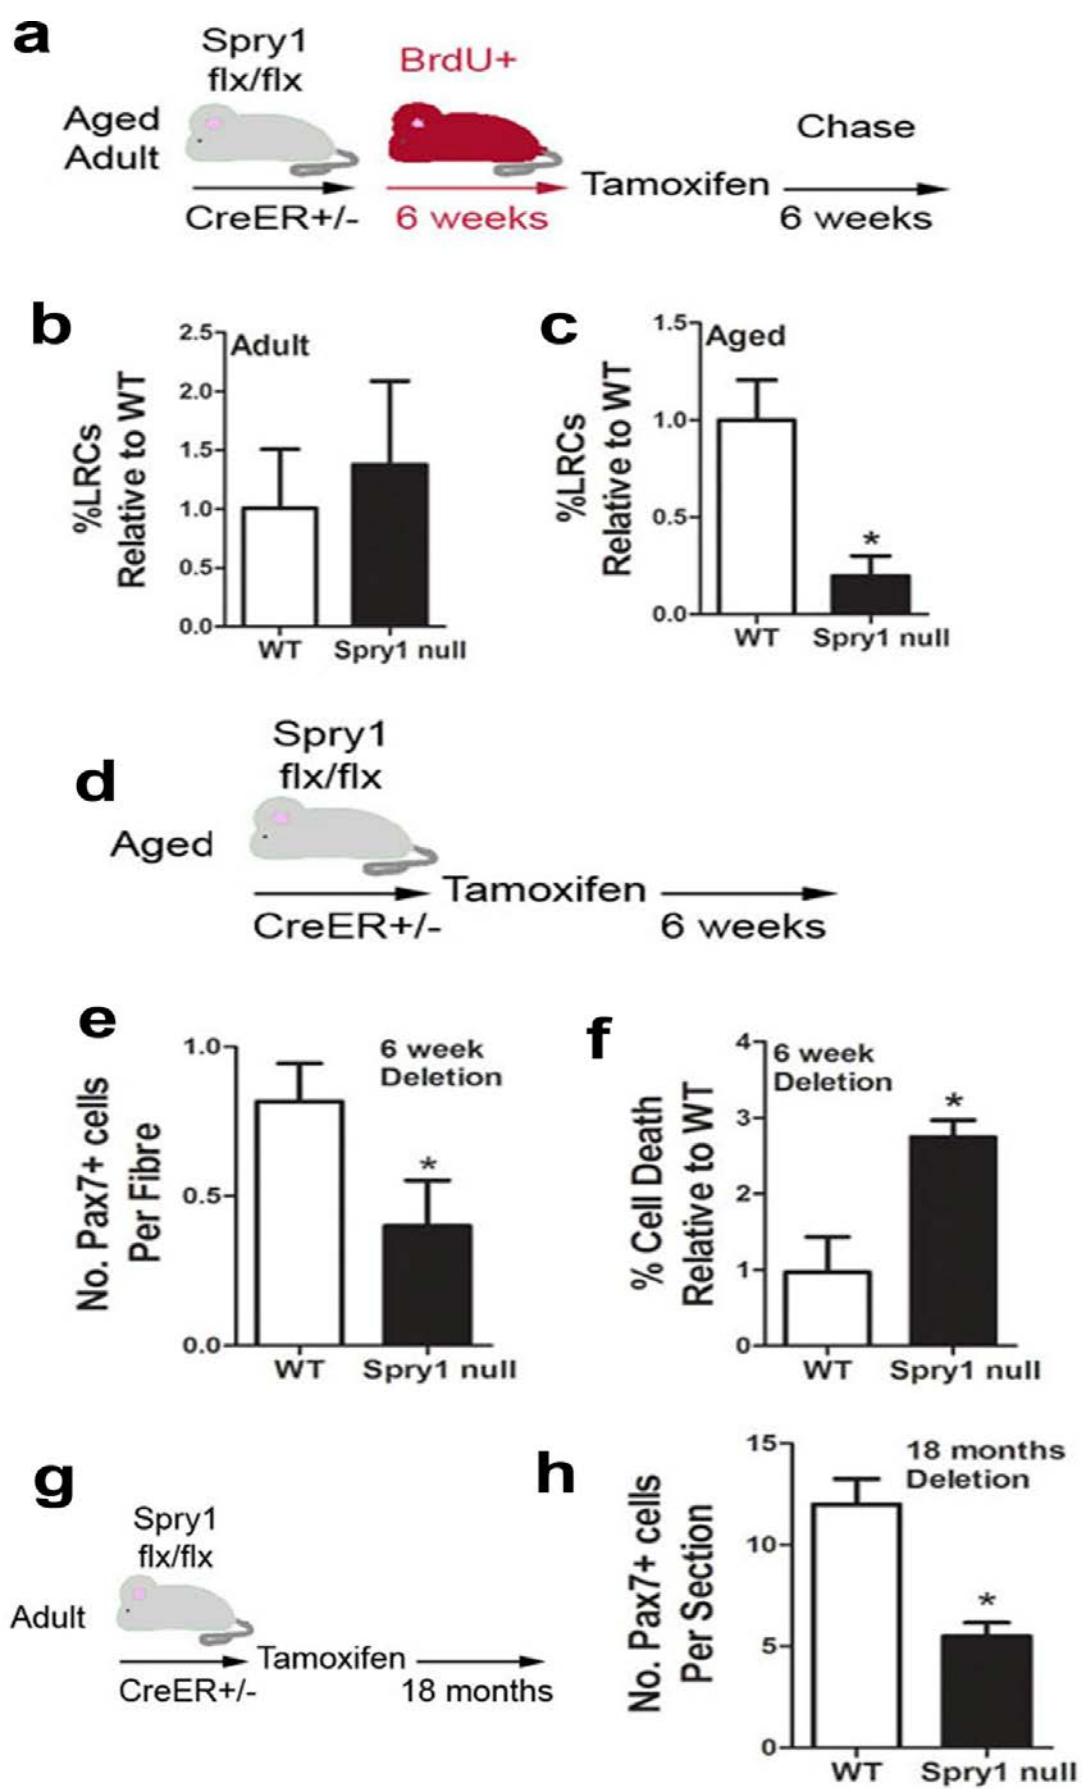 a
Spry1
flx/flx
BrdU+
Aged
Adult
Chase
Tamoxifen
CreER+/-
6 weeks
6 weeks
b
2.5
2.0
1.5
1.0
0.5
0.0
Adult
%LRCs
Relative to WT
WT
Spry1 null
c
1.5
1.0
0.5
0.0
Aged
%LRCs
Relative to WT
*
WT
Spry1 null
d
Spry1
flx/flx
Aged
Tamoxifen
CreER+/-
6 weeks
e
1.0
0.5
0.0
6 week
Deletion
No. Pax7+ cells
Per Fibre
*
WT
Spry1 null
f
4
3
2
1
0
6 week
Deletion
% Cell Death
Relative to WT
*
WT
Spry1 null
g
Spry1
flx/flx
Adult
Tamoxifen
CreER+/-
18 months
h
15
10
5
0
18 months
Deletion
No. Pax7+ cells
Per Section
*
WT
Spry1 null